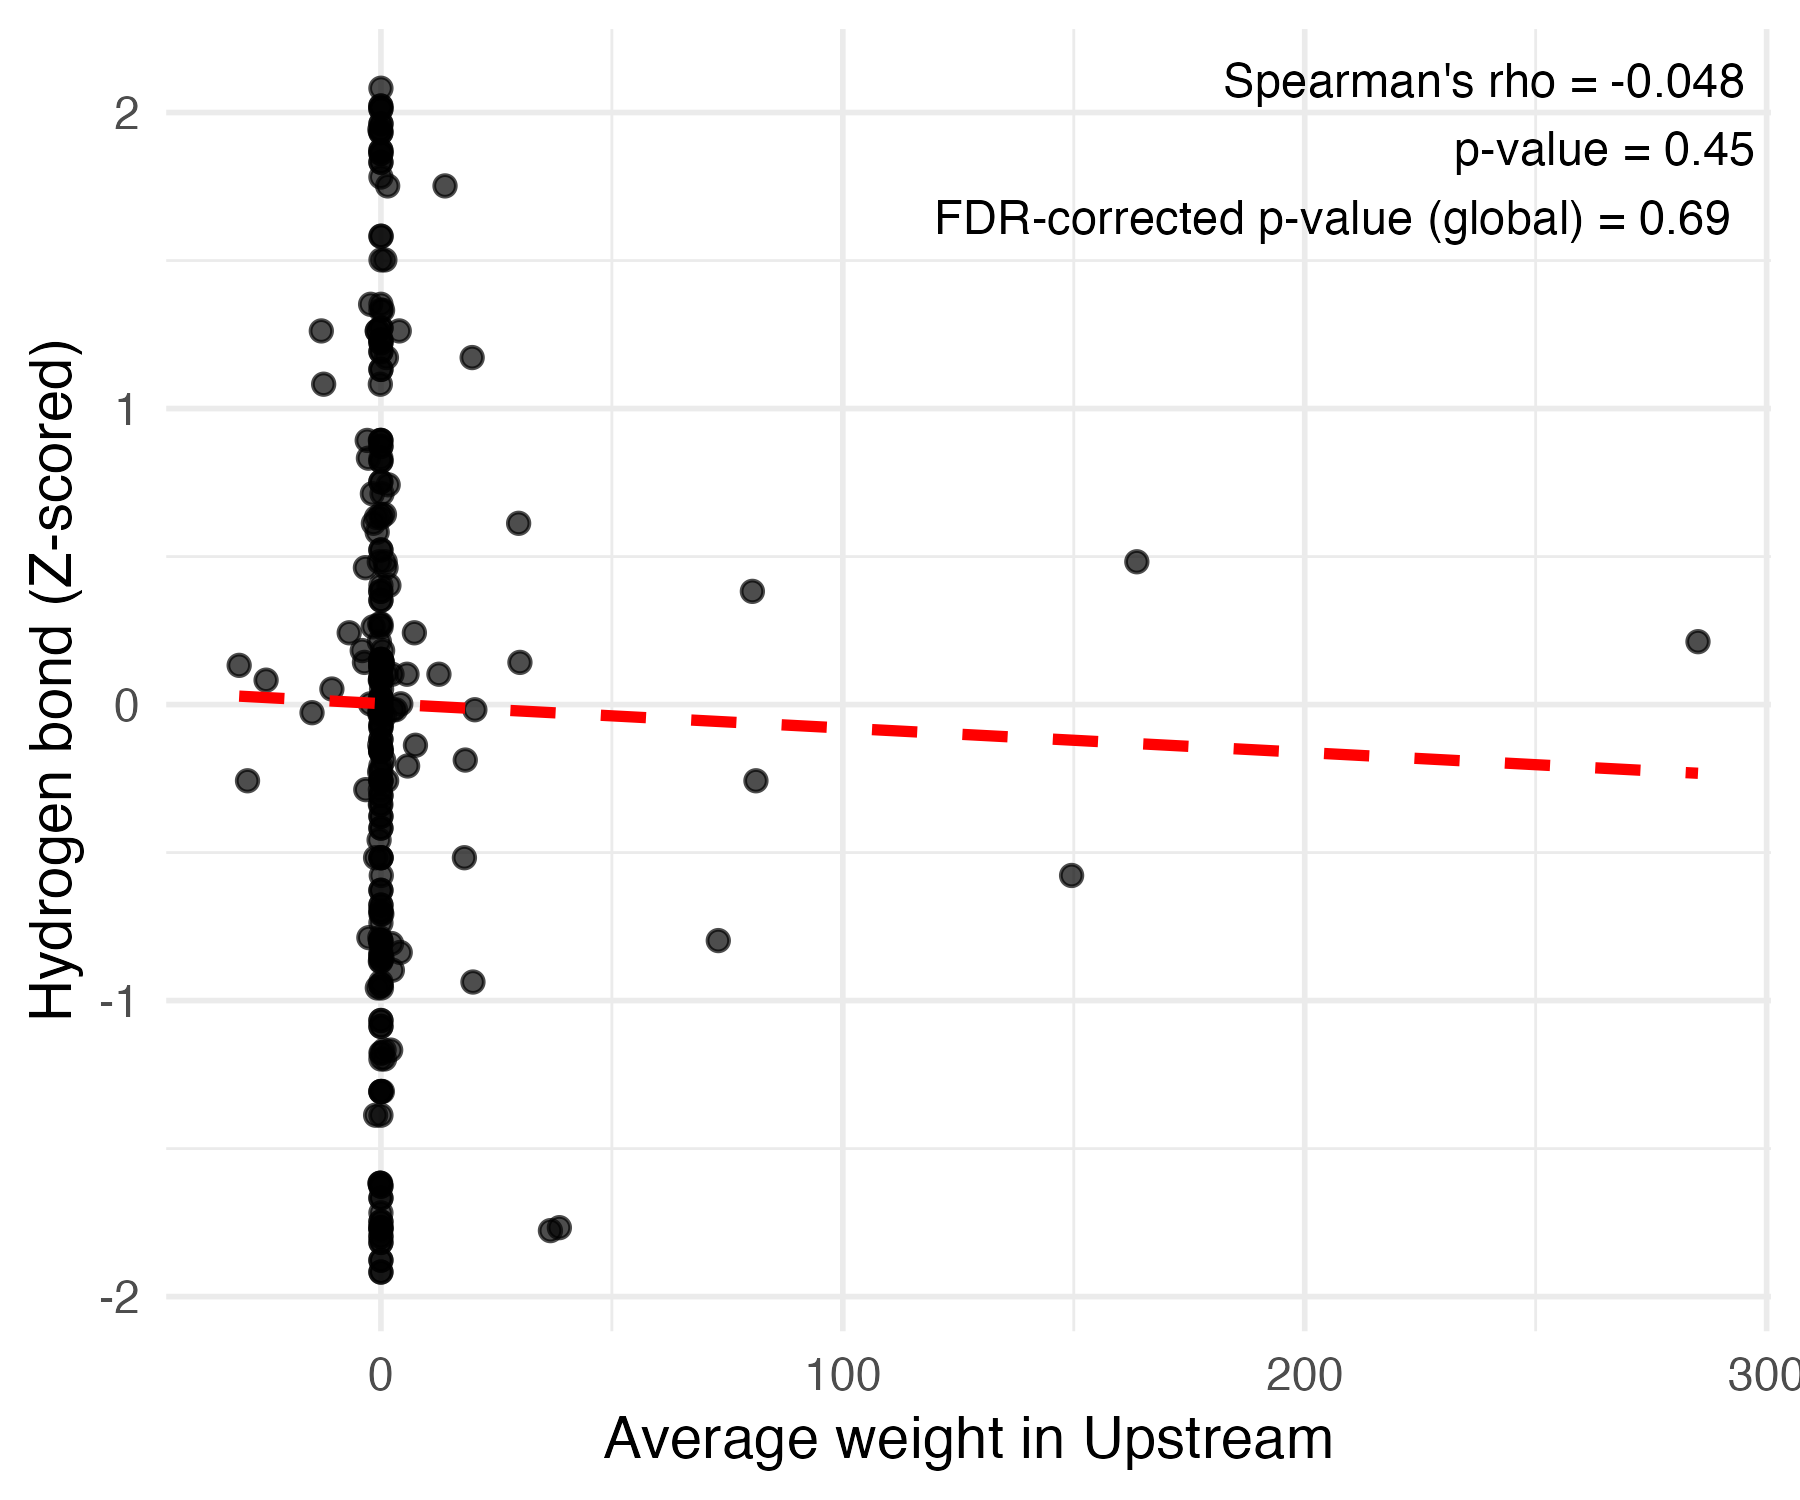 Spearman's rho = -0.048
p-value = 0.45
FDR-corrected p-value (global) = 0.69
Hydrogen bond (Z-scored)
2
1
0
-1
-2
0 100 200 300
Average weight in Upstream